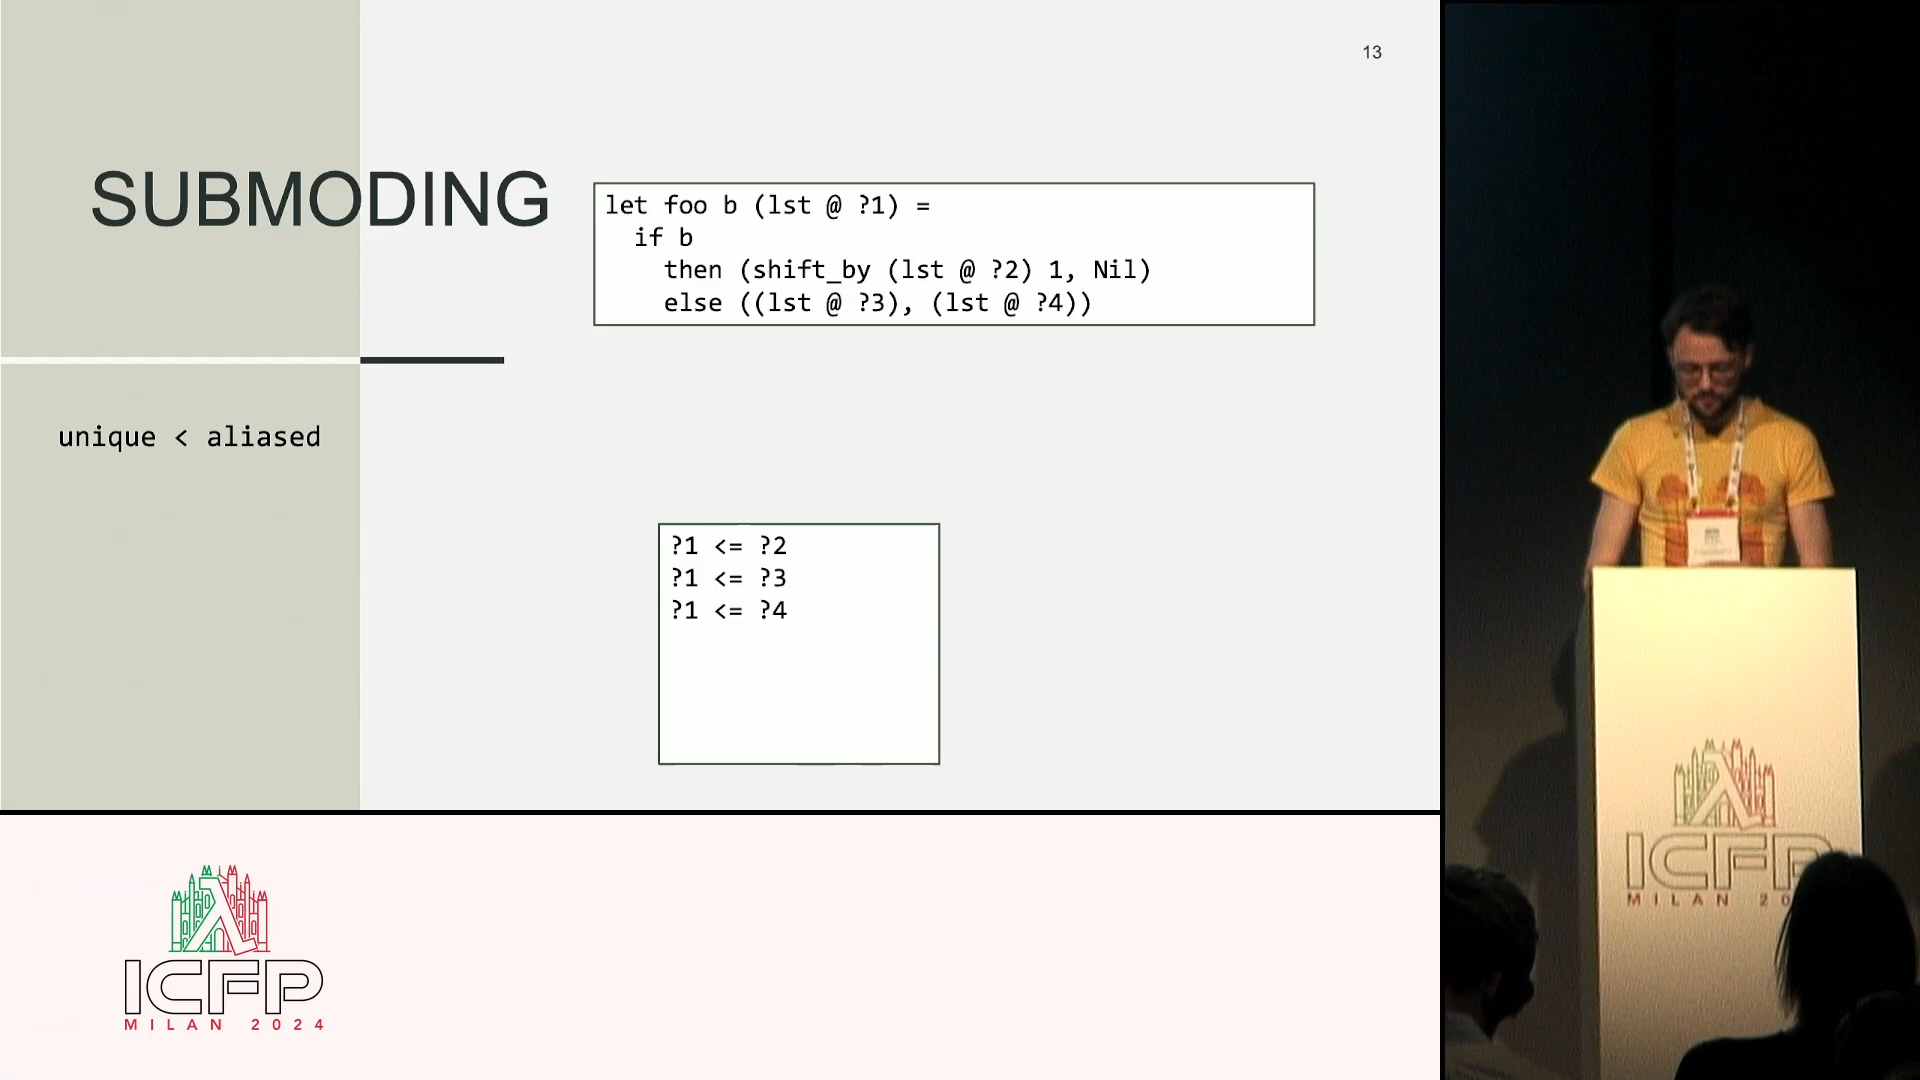 13
SUBMODING
let foo b (lst @ ?1) =
if b
then (shift_by (lst @ ?2) 1, Nil)
else ((lst @ ?3), (lst @ ?4))
unique < aliased
?1 <= ?2
?1 <= ?3
?1 <= ?4
ICFP
MILAN 2024
ICFP
MILAN 20